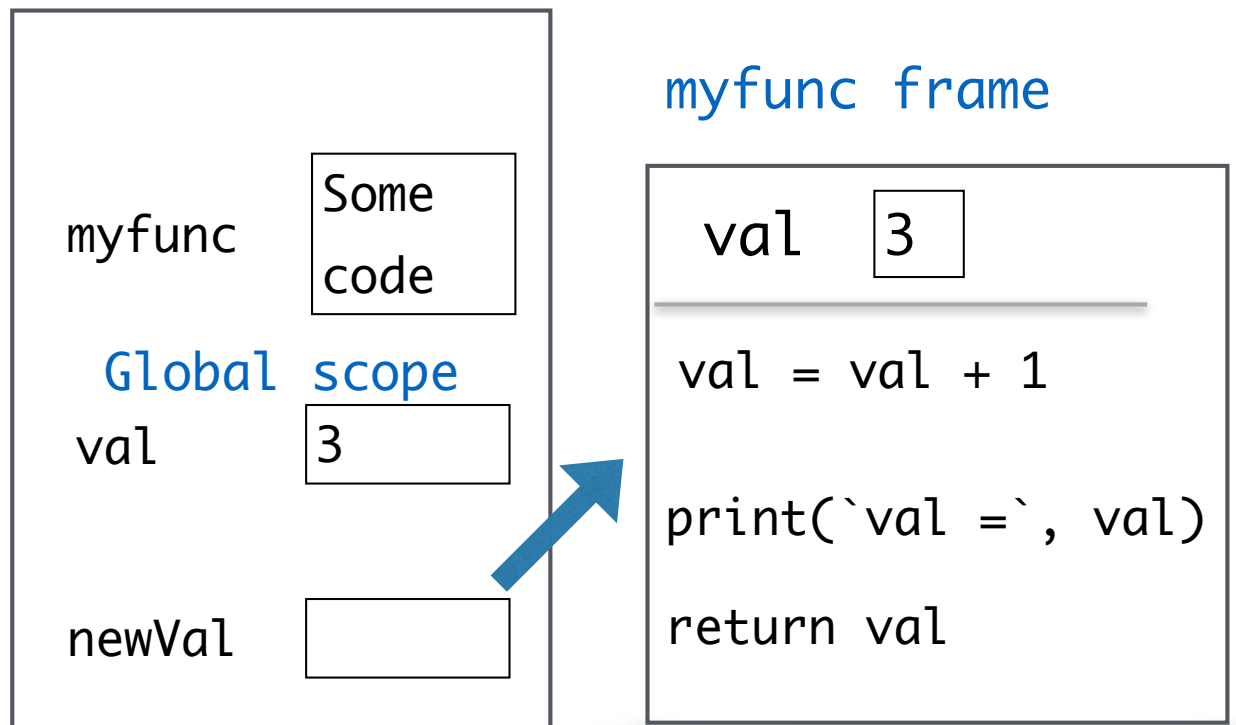 myfunc
Some
code
Global scope
val
3
newVal
myfunc frame
val 3
val = val + 1
print(`val =`, val)
return val